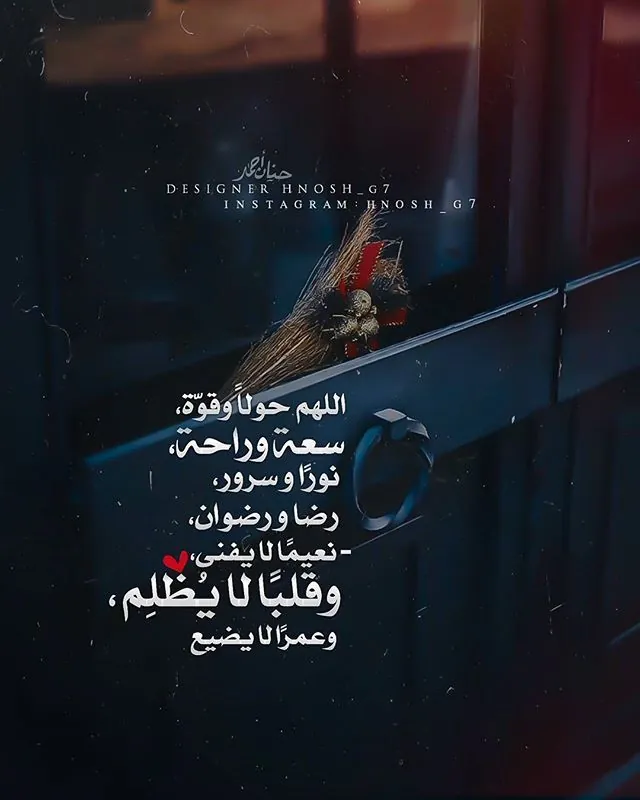 حنان أحمد
DESIGNER HNOSH_G7
INSTAGRAM: HNOSH_G7
اللهم حولاً وقوّة،
سعة وراحة،
نورًا و سرور،
رضا و رضوان،
-نعيمًا لا يفنى،
وقلبًا لا يُظلِم،
وعمرًا لا يضيع